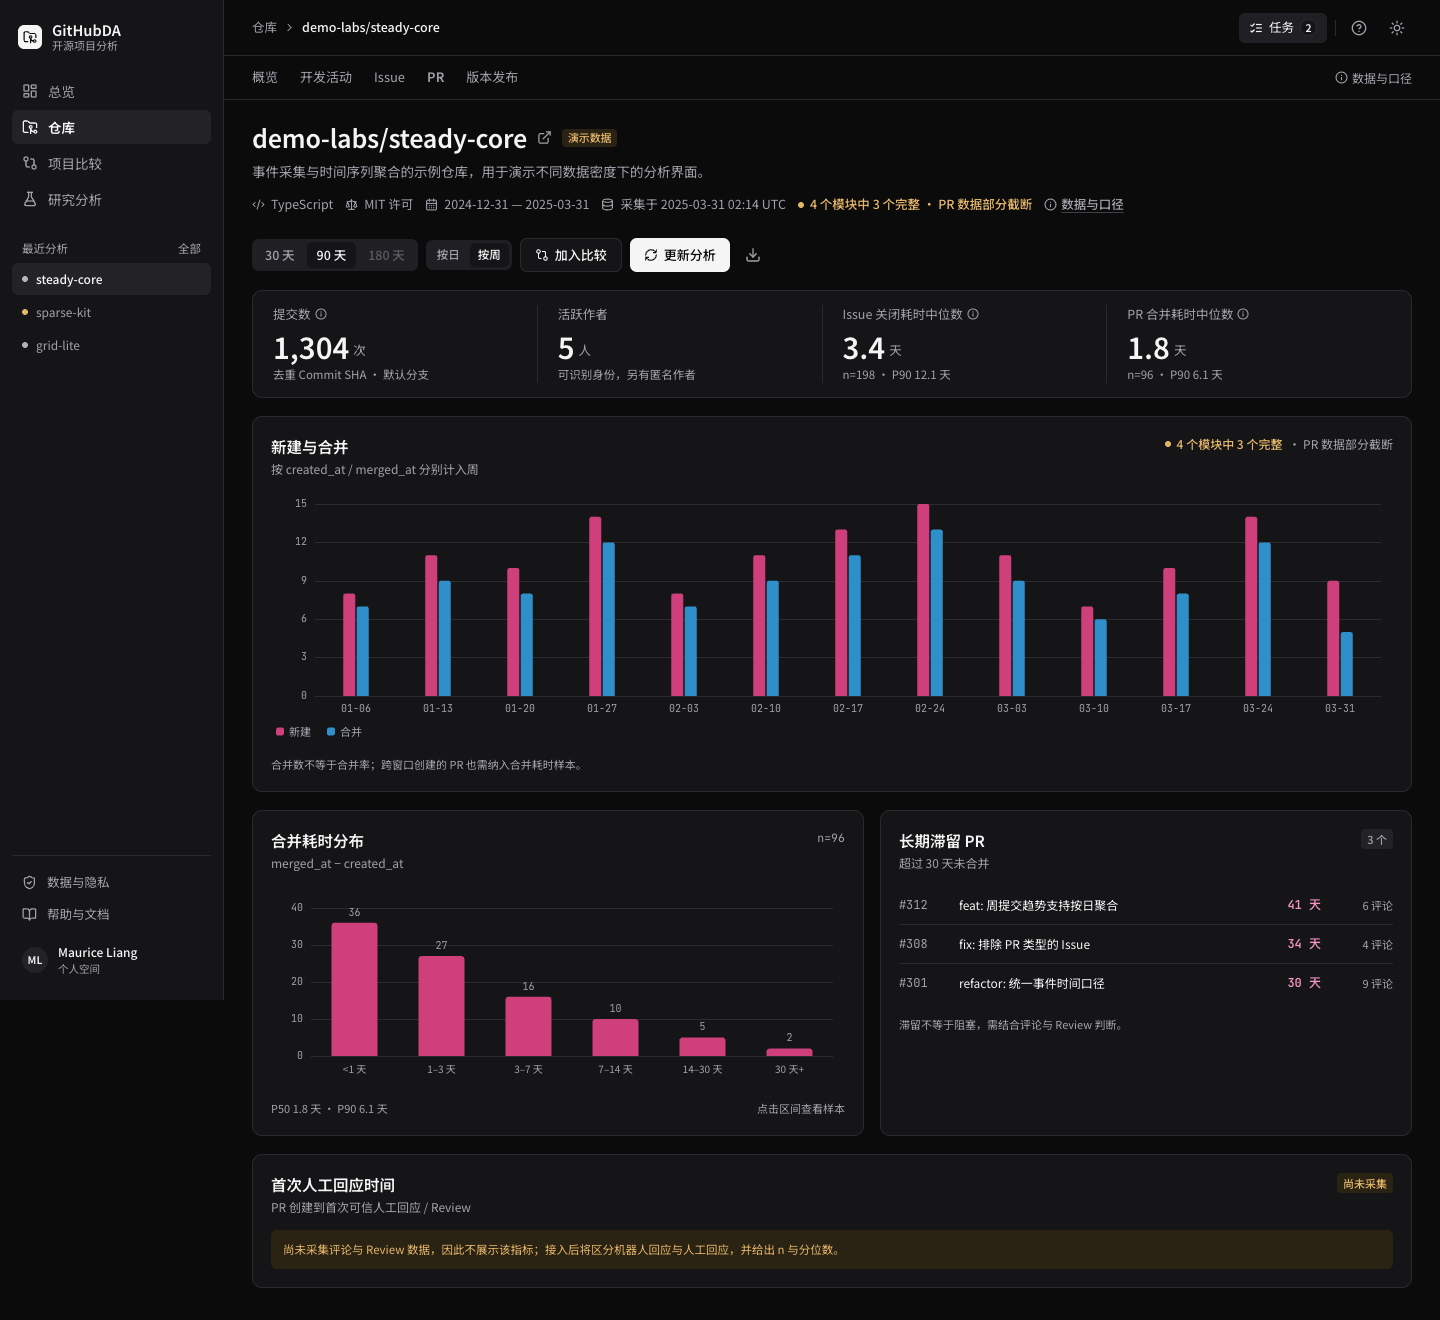 GitHubDA
开源项目分析
总览
仓库
项目比较
研究分析
最近分析 全部
steady-core
sparse-kit
grid-lite
数据与隐私
帮助与文档
ML Maurice Liang
个人空间
仓库 > demo-labs/steady-core
任务 2
概览 开发活动 Issue PR 版本发布
数据与口径
demo-labs/steady-core 演示数据
事件采集与时间序列聚合的示例仓库，用于演示不同数据密度下的分析界面。
TypeScript MIT 许可 2024-12-31 — 2025-03-31 采集于 2025-03-31 02:14 UTC 4 个模块中 3 个完整 · PR 数据部分截断 数据与口径
30 天 90 天 180 天 按日 按周 加入比较 更新分析
提交数
1,304 次
去重 Commit SHA · 默认分支
活跃作者
5 人
可识别身份，另有匿名作者
Issue 关闭耗时中位数
3.4 天
n=198 · P90 12.1 天
PR 合并耗时中位数
1.8 天
n=96 · P90 6.1 天
新建与合并
4 个模块中 3 个完整 · PR 数据部分截断
按 created_at / merged_at 分别计入周
15
12
9
6
3
0
01-06 01-13 01-20 01-27 02-03 02-10 02-17 02-24 03-03 03-10 03-17 03-24 03-31
新建 合并
合并数不等于合并率；跨窗口创建的 PR 也需纳入合并耗时样本。
合并耗时分布 n=96
merged_at − created_at
40
30
20
10
0
36
27
16
10
5
2
<1 天 1–3 天 3–7 天 7–14 天 14–30 天 30 天+
P50 1.8 天 · P90 6.1 天 点击区间查看样本
长期滞留 PR 3 个
超过 30 天未合并
#312 feat: 周提交趋势支持按日聚合 41 天 6 评论
#308 fix: 排除 PR 类型的 Issue 34 天 4 评论
#301 refactor: 统一事件时间口径 30 天 9 评论
滞留不等于阻塞，需结合评论与 Review 判断。
首次人工回应时间 尚未采集
PR 创建到首次可信人工回应 / Review
尚未采集评论与 Review 数据，因此不展示该指标；接入后将区分机器人回应与人工回应，并给出 n 与分位数。